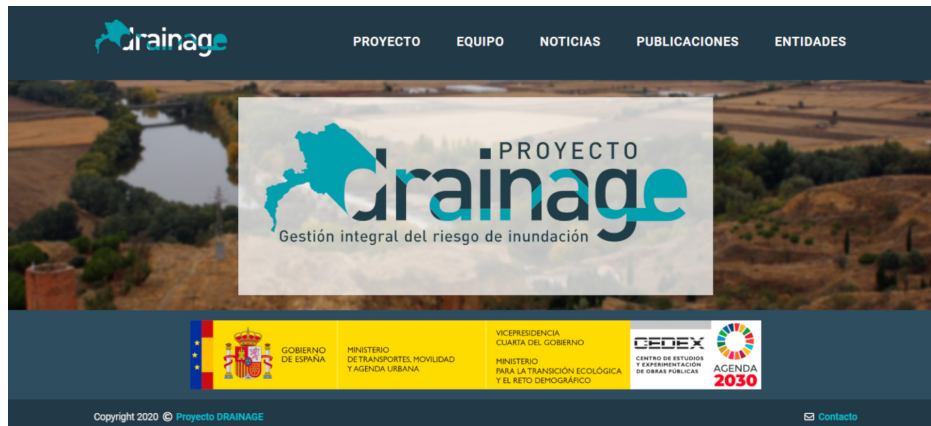 drainage
PROYECTO EQUIPO NOTICIAS PUBLICACIONES ENTIDADES
PROYECTO
drainage
Gestión integral del riesgo de inundación
GOBIERNO
DE ESPAÑA
MINISTERIO
DE TRANSPORTES, MOVILIDAD
Y AGENDA URBANA
VICEPRESIDENCIA
CUARTA DEL GOBIERNO
MINISTERIO
PARA LA TRANSICIÓN ECOLÓGICA
Y EL RETO DEMOGRÁFICO
CEDEX
CENTRO DE ESTUDIOS
Y EXPERIMENTACIÓN
DE OBRAS PÚBLICAS
AGENDA
2030
Copyright 2020 © Proyecto DRAINAGE
Contacto